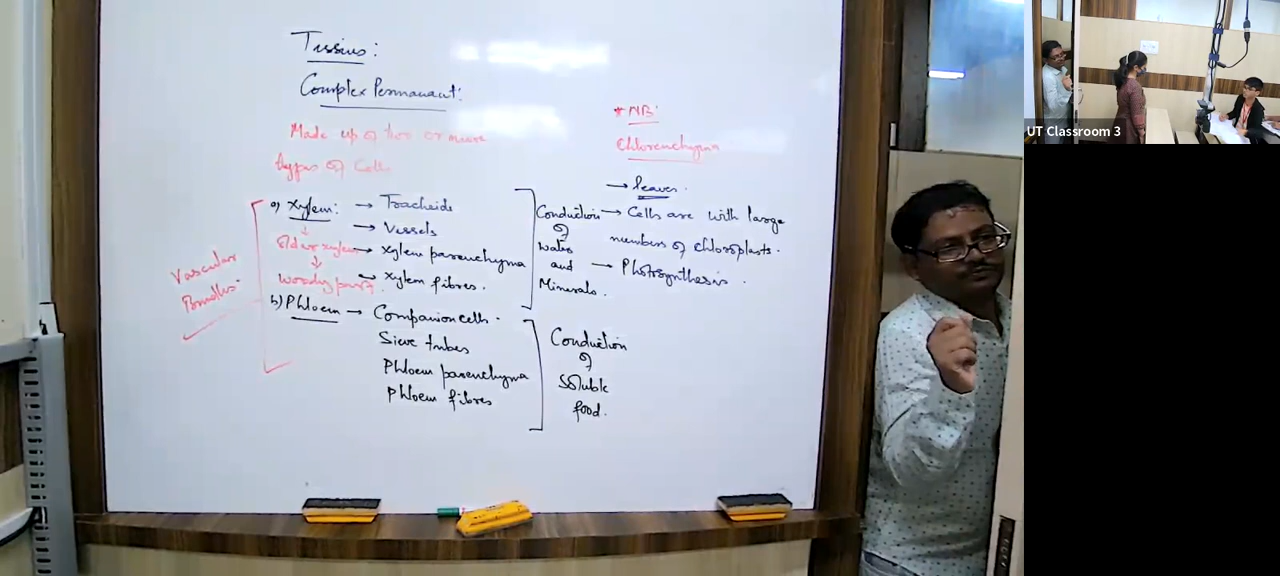 Tissues:
Complex Permanant:
Made up of two or more
types of Cells
a) Xylem: → Tracheids
→ Vessels
Older xylem → Xylem parenchyma
woody part. → Xylem fibres.
Vascular
Bundles.
b) Phloem → Companion cells.
Sieve tubes
Phloem parenchyma
Phloem fibres
Conduction
of
water
and
Minerals.
Conduction
of
Soluble
food.
* NB:
Chlorenchyma
→ leaves.
→ Cells are with large
numbers of chloroplasts.
→ Photosynthesis.
UT Classroom 3